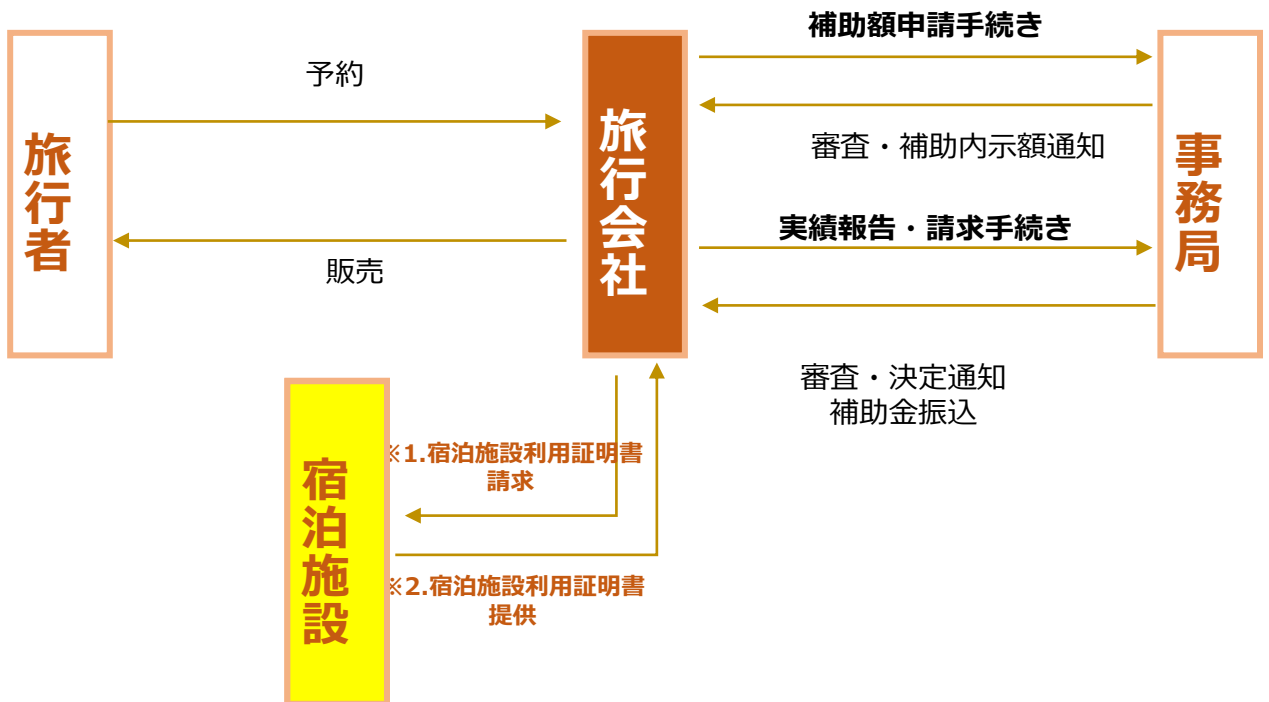 補助額申請手続き
予約
旅行者
旅行会社
事務局
審査・補助内示額通知
実績報告・請求手続き
販売
審査・決定通知
補助金振込
宿泊施設
※1.宿泊施設利用証明書
請求
※2.宿泊施設利用証明書
提供